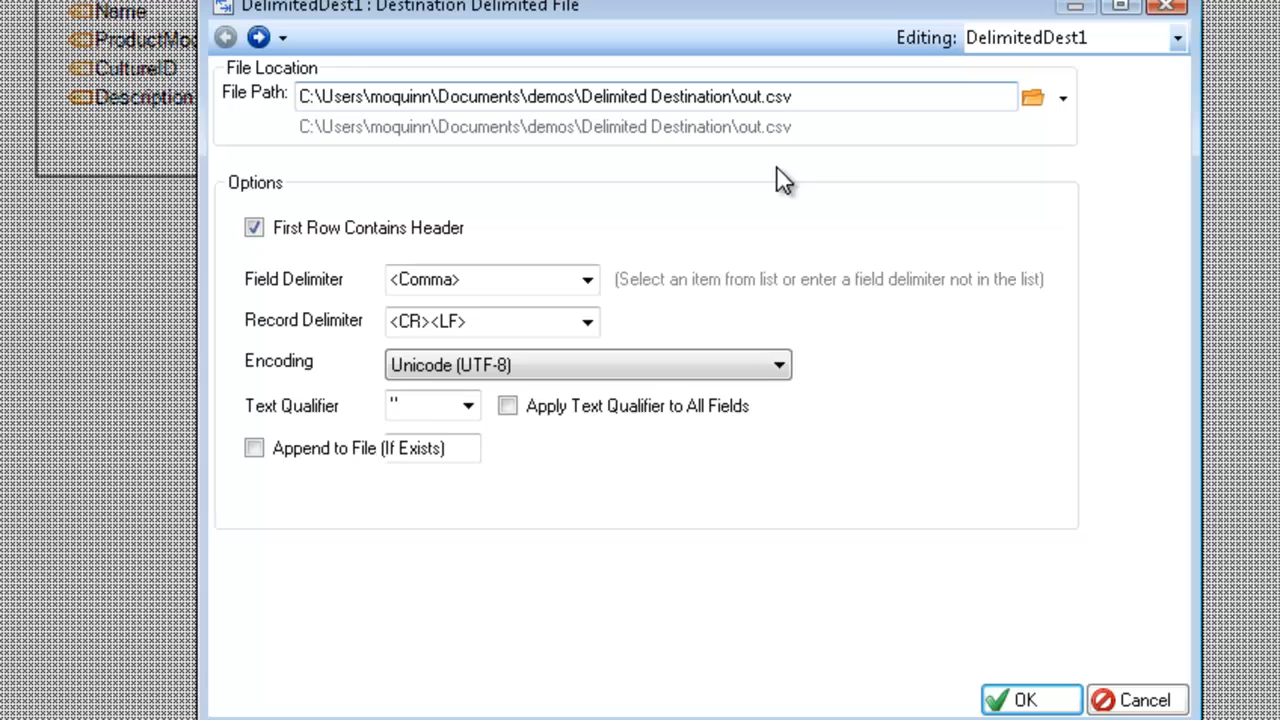 Name
DelimitedDest1 : Destination Delimited File
ProductMod
Editing: DelimitedDest1
CultureID
File Location
Description
File Path: C:\Users\moquinn\Documents\demos\Delimited Destination\out.csv
C:\Users\moquinn\Documents\demos\Delimited Destination\out.csv
Options
First Row Contains Header
Field Delimiter <Comma> (Select an item from list or enter a field delimiter not in the list)
Record Delimiter <CR><LF>
Encoding Unicode (UTF-8)
Text Qualifier " Apply Text Qualifier to All Fields
Append to File (If Exists)
OK Cancel